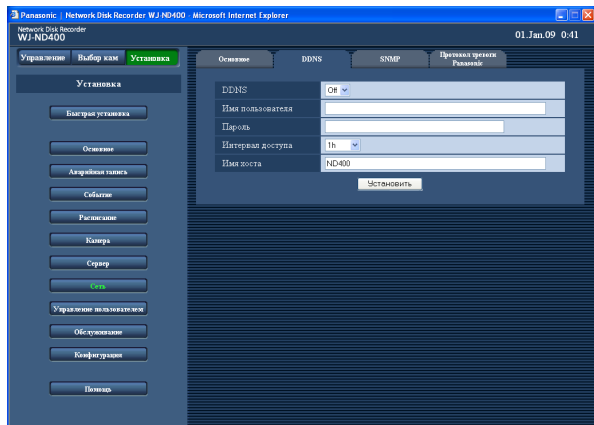 Panasonic | Network Disk Recorder WJ-ND400 - Microsoft Internet Explorer
Network Disk Recorder
WJ-ND400
01.Jan.09 0:41
Управление Выбор кам Установка
Установка
Быстрая установка
Основное
Аварийная запись
Событие
Расписание
Камера
Сервер
Сеть
Управление пользователем
Обслуживание
Конфигурация
Помощь
Основное DDNS SNMP Протокол тревоги Panasonic
DDNS Off
Имя пользователя
Пароль
Интервал доступа 1h
Имя хоста ND400
Установить